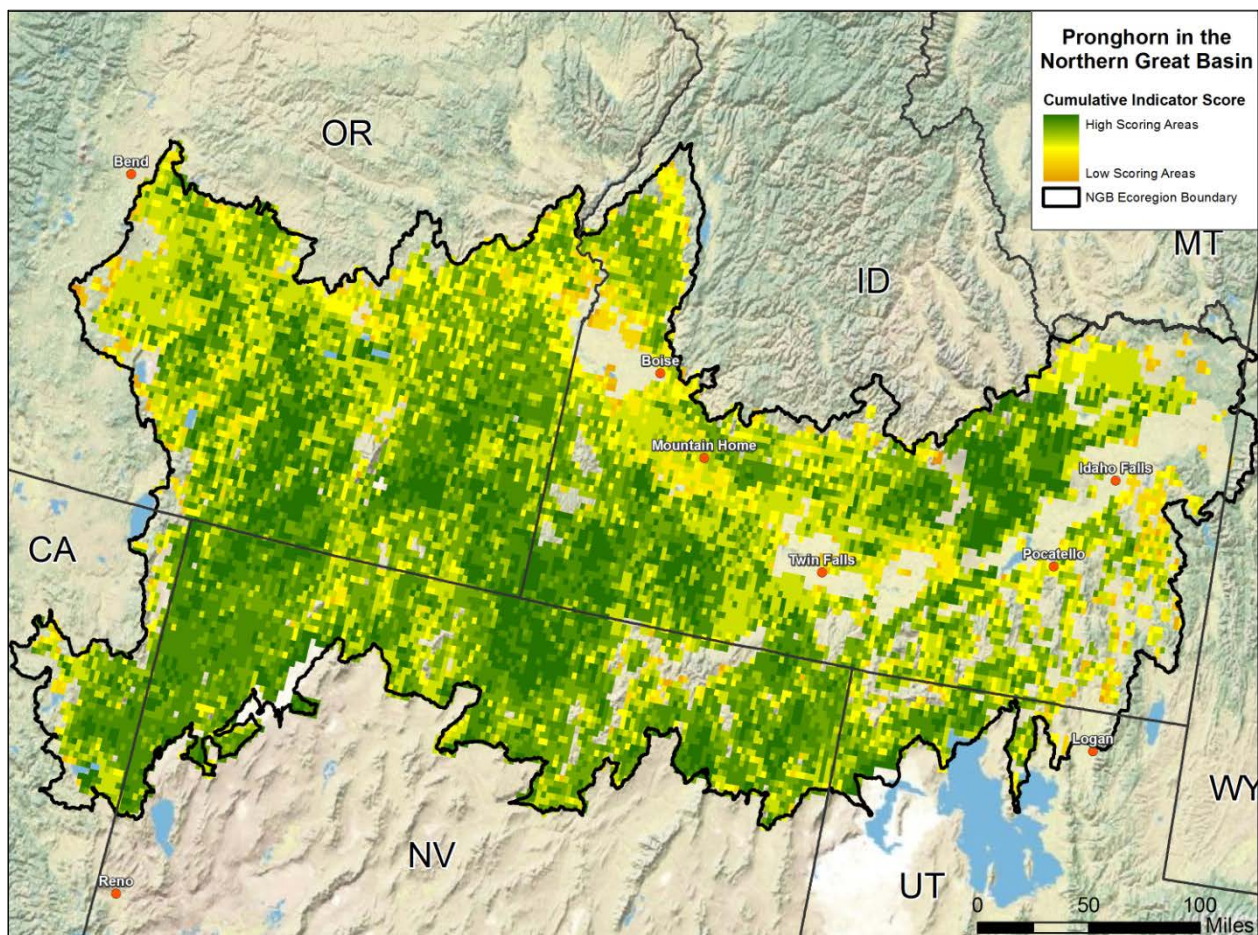 Pronghorn in the
Northern Great Basin
Cumulative Indicator Score
High Scoring Areas
Low Scoring Areas
NGB Ecoregion Boundary
OR
Bend
MT
ID
Boise
Mountain Home
Idaho Falls
CA
Twin Falls
Pocatello
Logan
WY
NV
UT
Reno
0 100
Miles